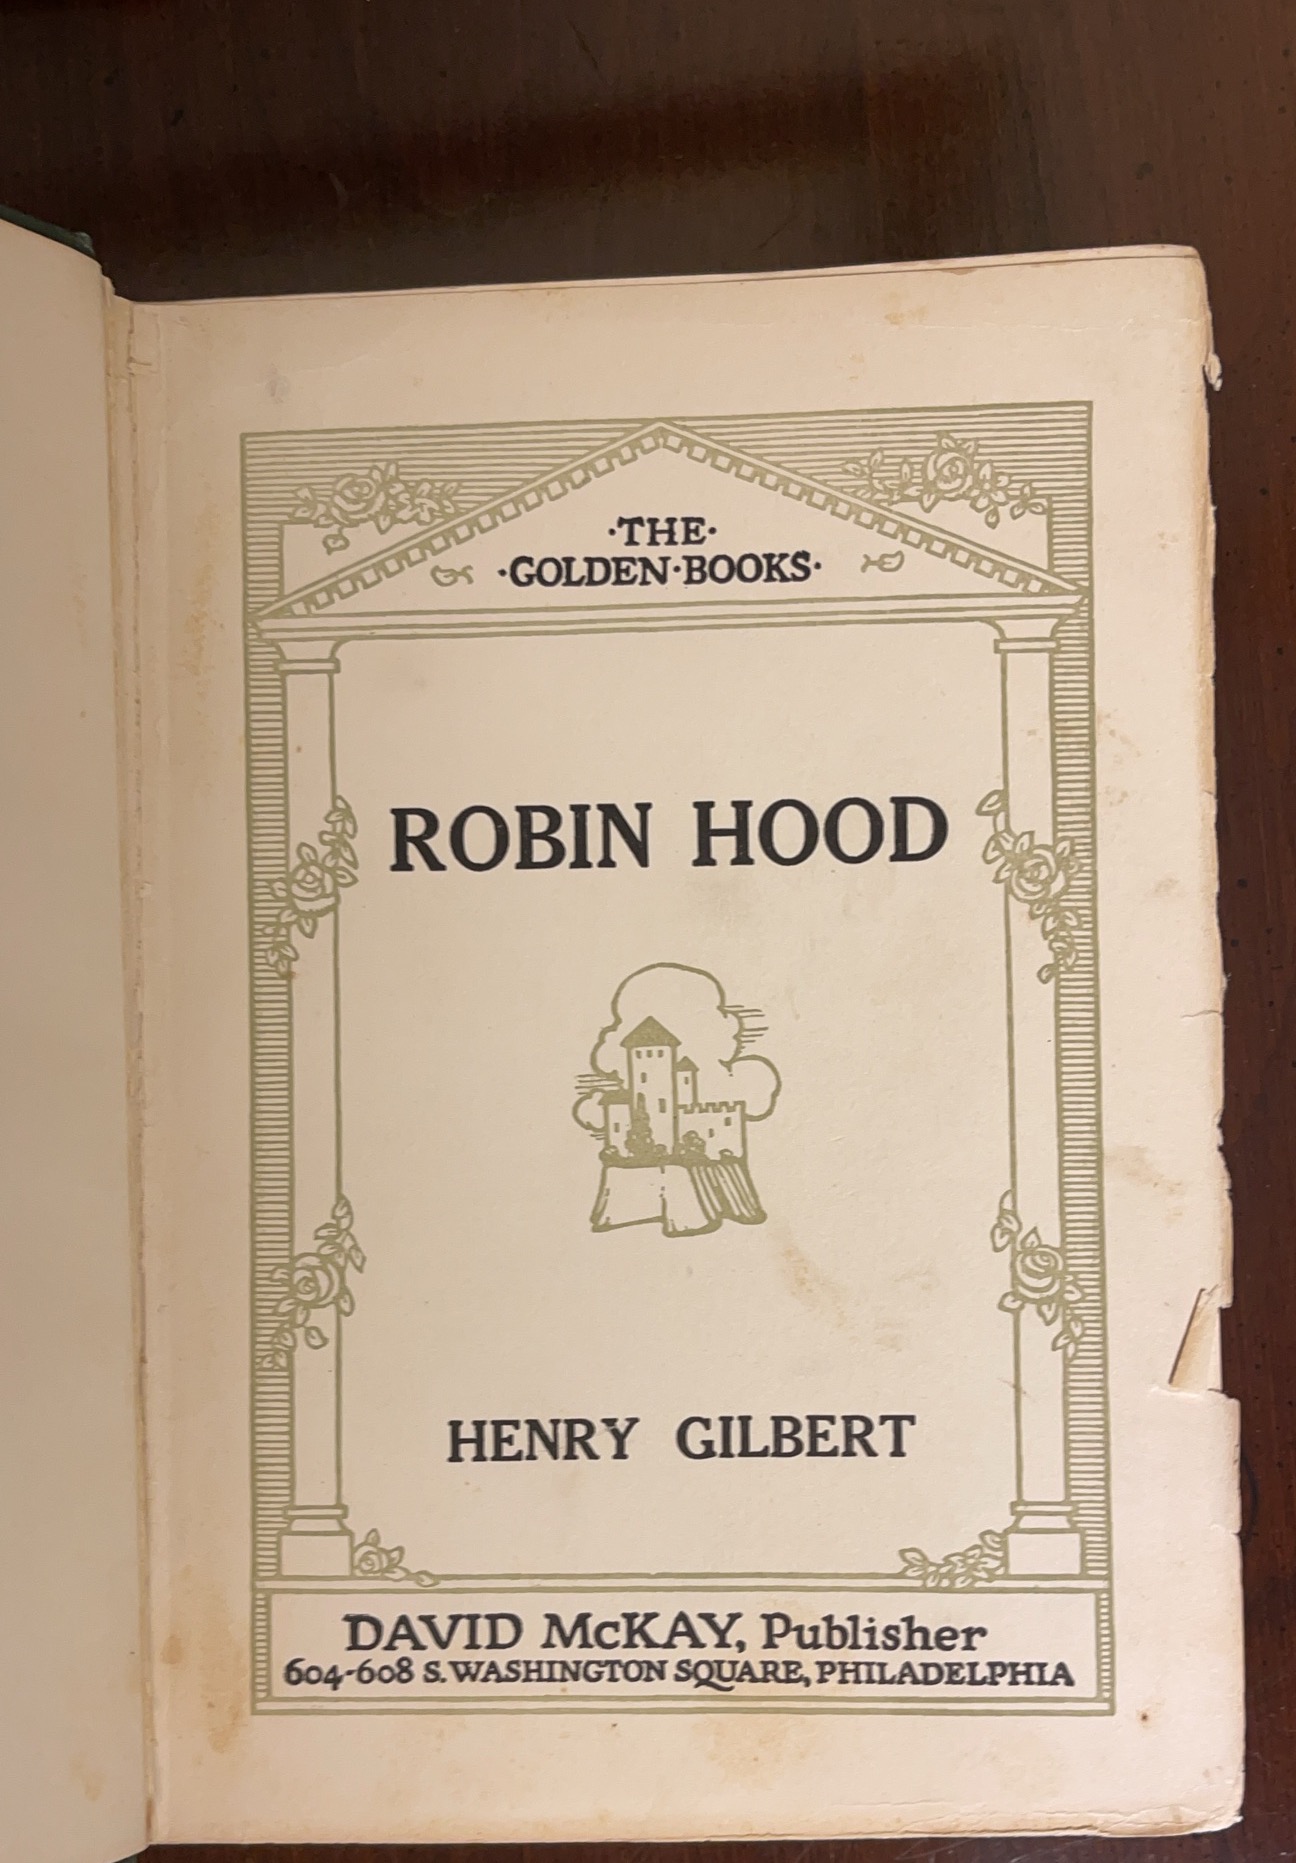 ·THE·
·GOLDEN·BOOKS·
ROBIN HOOD
HENRY GILBERT
DAVID McKAY, Publisher
604-608 S. WASHINGTON SQUARE, PHILADELPHIA